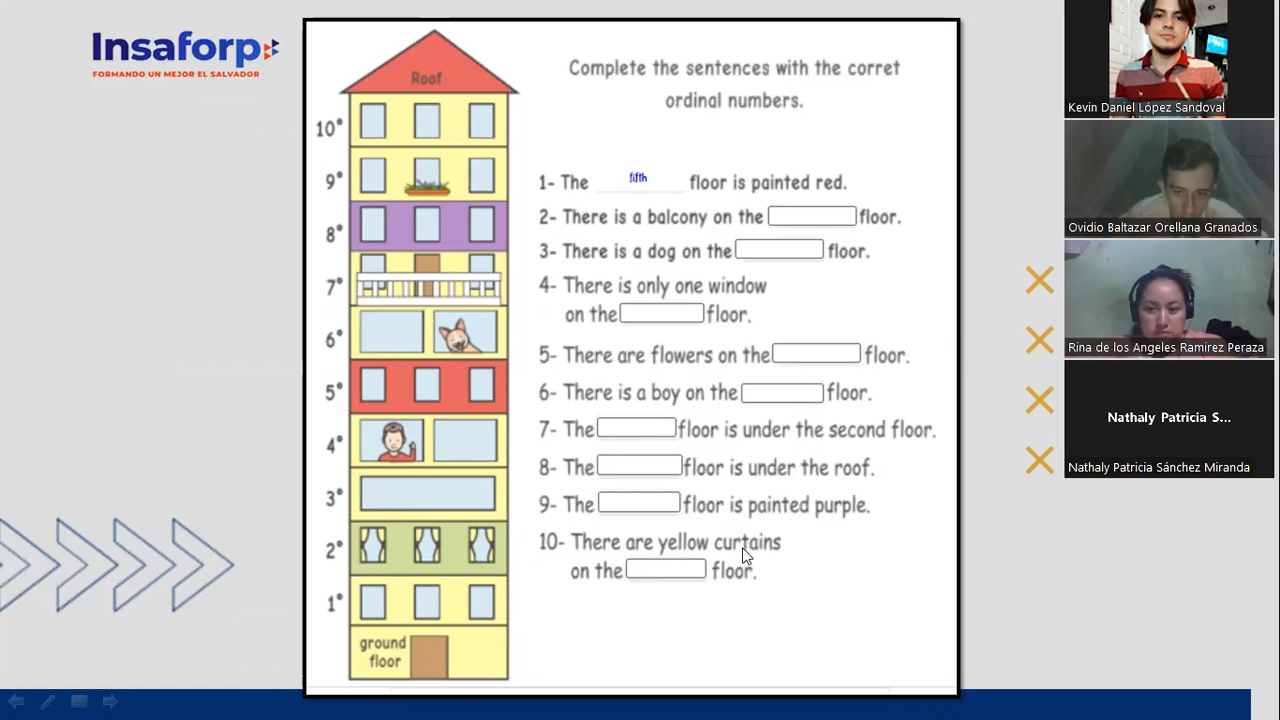 Insaforp
FORMANDO UN MEJOR EL SALVADOR
Roof
10°
9°
8°
7°
6°
5°
4°
3°
2°
1°
ground
floor
Complete the sentences with the corret
ordinal numbers.
1- The fifth floor is painted red.
2- There is a balcony on the floor.
3- There is a dog on the floor.
4- There is only one window
on the floor.
5- There are flowers on the floor.
6- There is a boy on the floor.
7- The floor is under the second floor.
8- The floor is under the roof.
9- The floor is painted purple.
10- There are yellow curtains
on the floor.
Kevin Daniel López Sandoval
Ovidio Baltazar Orellana Granados
Rina de los Angeles Ramirez Peraza
Nathaly Patricia S...
Nathaly Patricia Sánchez Miranda